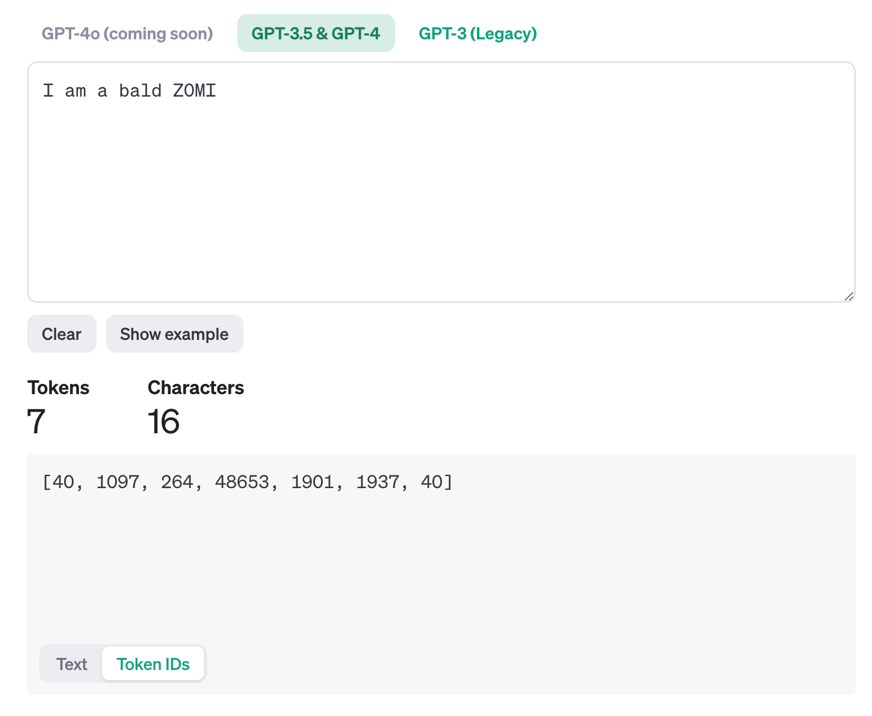 GPT-4o (coming soon) GPT-3.5 & GPT-4 GPT-3 (Legacy)
I am a bald ZOMI
Clear Show example
Tokens Characters
7 16
[40, 1097, 264, 48653, 1901, 1937, 40]
Text Token IDs